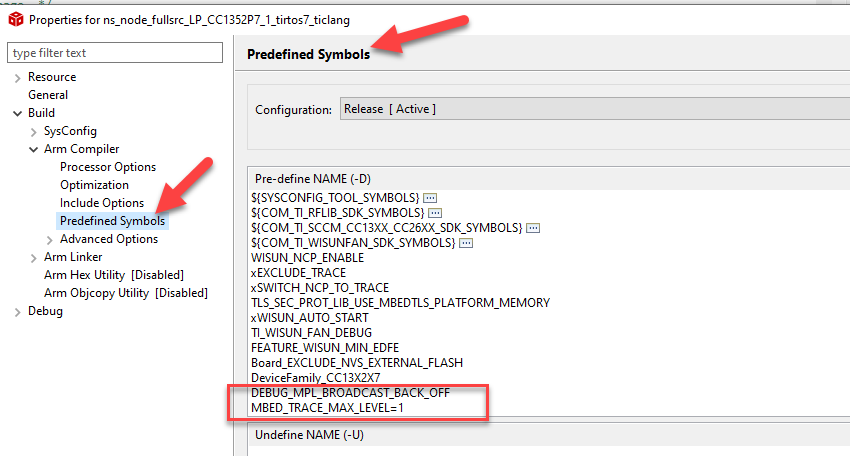 Properties for ns_node_fullsrc_LP_CC1352P7_1_tirtos7_ticlang
type filter text
Resource
General
Build
SysConfig
Arm Compiler
Processor Options
Optimization
Include Options
Predefined Symbols
Advanced Options
Arm Linker
Arm Hex Utility [Disabled]
Arm Objcopy Utility [Disabled]
Debug
Predefined Symbols
Configuration: Release [ Active ]
Pre-define NAME (-D)
${SYSCONFIG_TOOL_SYMBOLS}
${COM_TI_RFLIB_SDK_SYMBOLS}
${COM_TI_SCCM_CC13XX_CC26XX_SDK_SYMBOLS}
${COM_TI_WISUNFAN_SDK_SYMBOLS}
WISUN_NCP_ENABLE
xEXCLUDE_TRACE
xSWITCH_NCP_TO_TRACE
TLS_SEC_PROT_LIB_USE_MBEDTLS_PLATFORM_MEMORY
xWISUN_AUTO_START
TI_WISUN_FAN_DEBUG
FEATURE_WISUN_MIN_EDFE
Board_EXCLUDE_NVS_EXTERNAL_FLASH
DeviceFamily_CC13X2X7
DEBUG_MPL_BROADCAST_BACK_OFF
MBED_TRACE_MAX_LEVEL=1
Undefine NAME (-U)